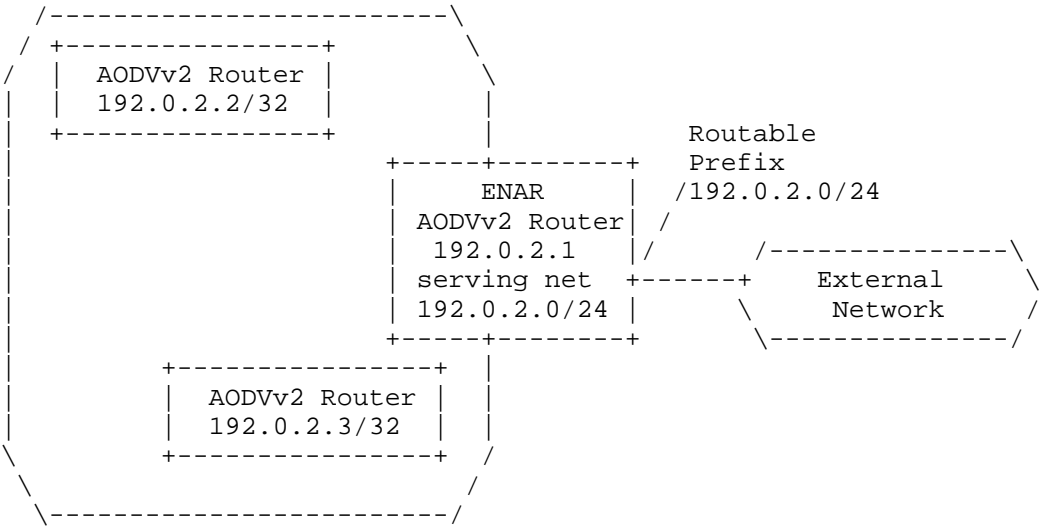 AODVv2 Router
192.0.2.2/32
Routable
Prefix
/192.0.2.0/24
ENAR
AODVv2 Router
192.0.2.1
serving net
192.0.2.0/24
External
Network
AODVv2 Router
192.0.2.3/32